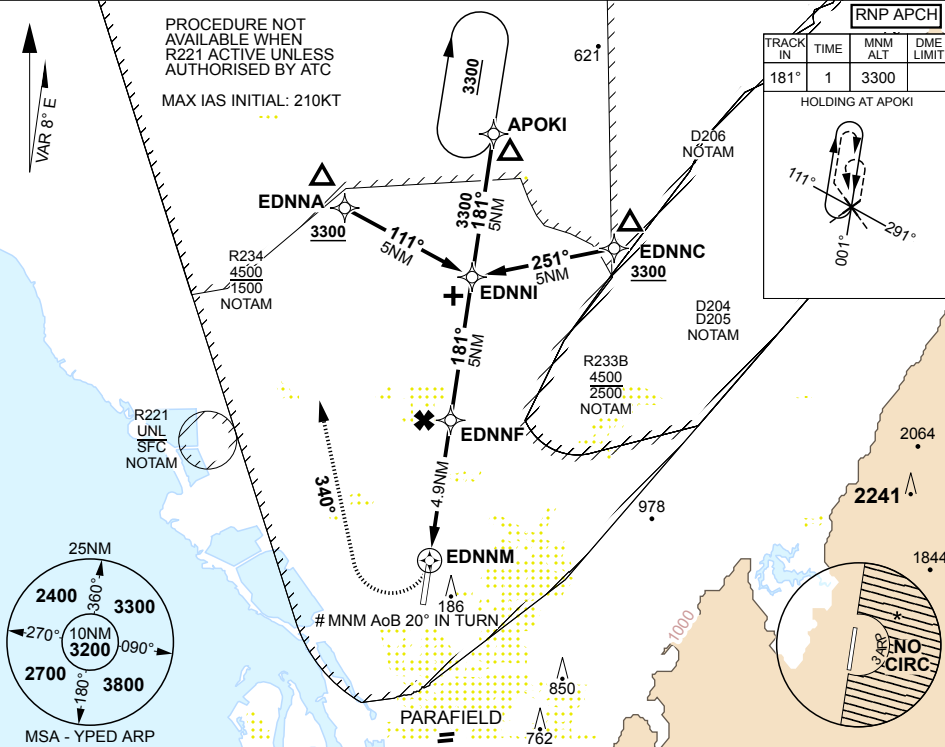 PROCEDURE NOT
AVAILABLE WHEN
R221 ACTIVE UNLESS
AUTHORISED BY ATC
MAX IAS INITIAL: 210KT
VAR 8° E
RNP APCH
TRACK IN TIME MNM ALT DME LIMIT
181° 1 3300
HOLDING AT APOKI
111°
291°
001°
3300
621
APOKI
D206
NOTAM
EDNNA
3300
3300
181°
5NM
111°
5NM
251°
5NM
EDNNC
3300
EDNNI
R234
4500
1500
NOTAM
D204
D205
NOTAM
181°
5NM
R233B
4500
2500
NOTAM
EDNNF
R221
UNL
SFC
NOTAM
340°
4.9NM
2064
2241
978
1844
EDNNM
186
# MNM AoB 20° IN TURN
25NM
2400
360°
3300
270°
10NM
3200
090°
2700
180°
3800
MSA - YPED ARP
1000
850
PARAFIELD
762
*
3 ARP
NO
CIRC